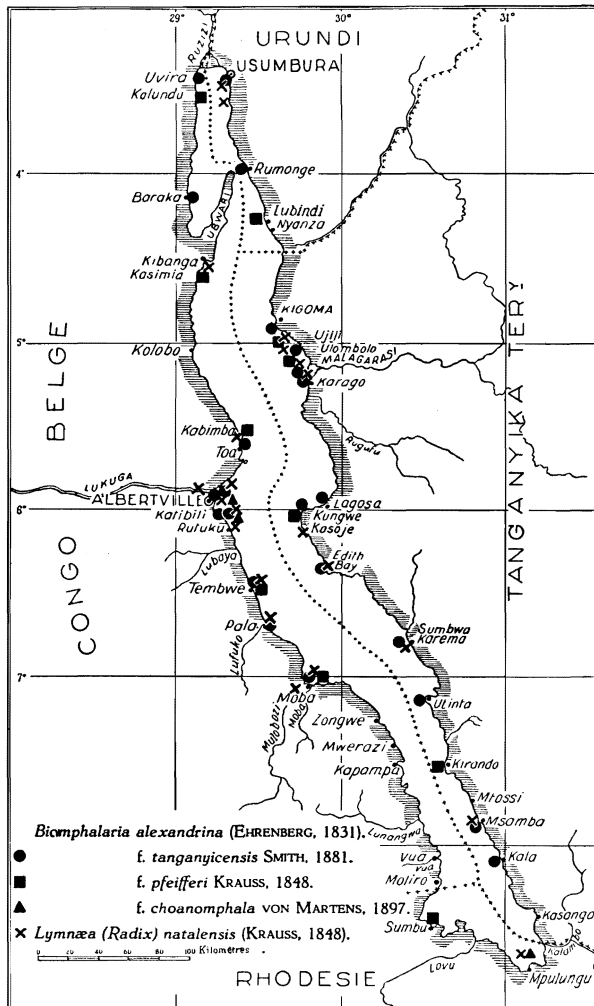 29° 30° 31°
URUNDI
RUZIZI
USUMBURA
Uvira
Kalundu
4°
Rumonge
Baraka
UBWARI
Lubindi
Nyanza
Kibanga
Kasimia
KIGOMA
5°
Ujiji
Ulombolo
MALAGARASI
Kolobo
Karago
BELGE
TANGANYIKA TERY
Kabimba
Toa
Rugufu
LUKUGA
ALBERTVILLE
Lagosa
6°
Katibili
Kungwe
Rutuku
Kasoje
Lubaya
Edith
Bay
CONGO
Tembwe
Pala
Sumbwa
Karema
Lufuko
7°
Moba
Utinta
Mulobozi
Moba
Zongwe
Mwerazi
Kapampa
Kirando
Mtossi
Msamba
Lunangwa
Vua
Vua
Kala
Moliro
Kasanga
Sumbu
Kalambo
Lovu
Mpulungu
RHODESIE
Biomphalaria alexandrina (EHRENBERG, 1831).
f. tanganyicensis SMITH, 1881.
f. pfeifferi KRAUSS, 1848.
f. choanomphala VON MARTENS, 1897.
Lymnæa (Radix) natalensis (KRAUSS, 1848).
0 20 40 60 80 100 Kilomètres